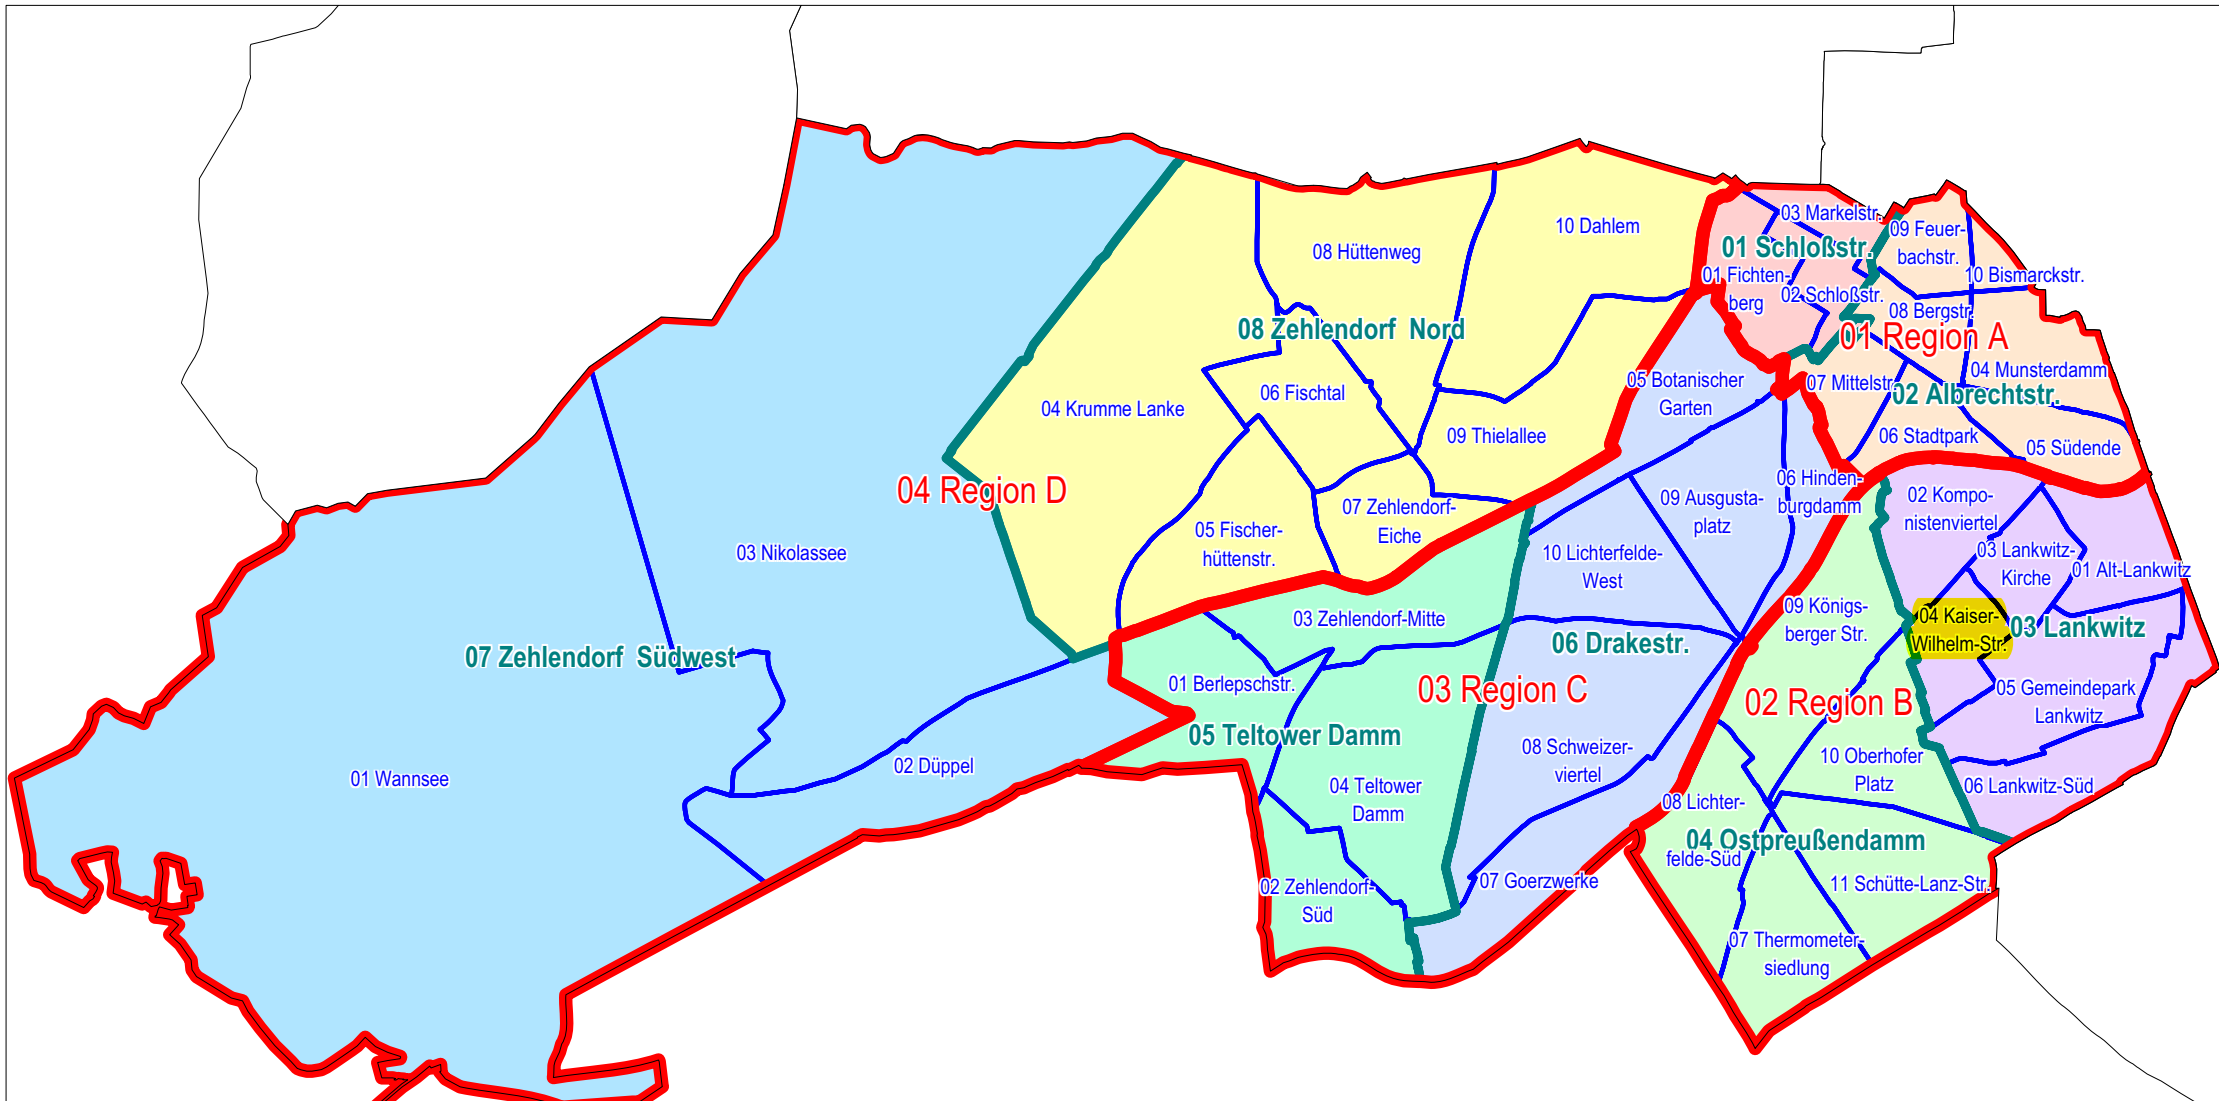 03 Markelstr.
09 Feuer-
bachstr.
10 Dahlem
01 Schloßstr.
08 Hüttenweg
01 Fichten-
berg
10 Bismarckstr.
02 Schloßstr.
08 Bergstr.
08 Zehlendorf Nord
01 Region A
04 Munsterdamm
05 Botanischer
Garten
07 Mittelstr.
02 Albrechtstr.
06 Fischtal
04 Krumme Lanke
09 Thielallee
06 Stadtpark
05 Südende
04 Region D
06 Hinden-
burgdamm
09 Ausgusta-
platz
02 Kompo-
nistenviertel
07 Zehlendorf-
Eiche
05 Fischer-
hüttenstr.
03 Nikolassee
10 Lichterfelde-
West
03 Lankwitz-
Kirche
01 Alt-Lankwitz
09 Königs-
berger Str.
04 Kaiser-
Wilhelm-Str.
03 Lankwitz
03 Zehlendorf-Mitte
06 Drakestr.
07 Zehlendorf Südwest
01 Berlepschstr.
03 Region C
02 Region B
05 Gemeindepark
Lankwitz
05 Teltower Damm
08 Schweizer-
viertel
10 Oberhofer
Platz
01 Wannsee
02 Düppel
04 Teltower
Damm
06 Lankwitz-Süd
08 Lichter-
felde-Süd
04 Ostpreußendamm
02 Zehlendorf-
Süd
07 Goerzwerke
11 Schütte-Lanz-Str.
07 Thermometer-
siedlung